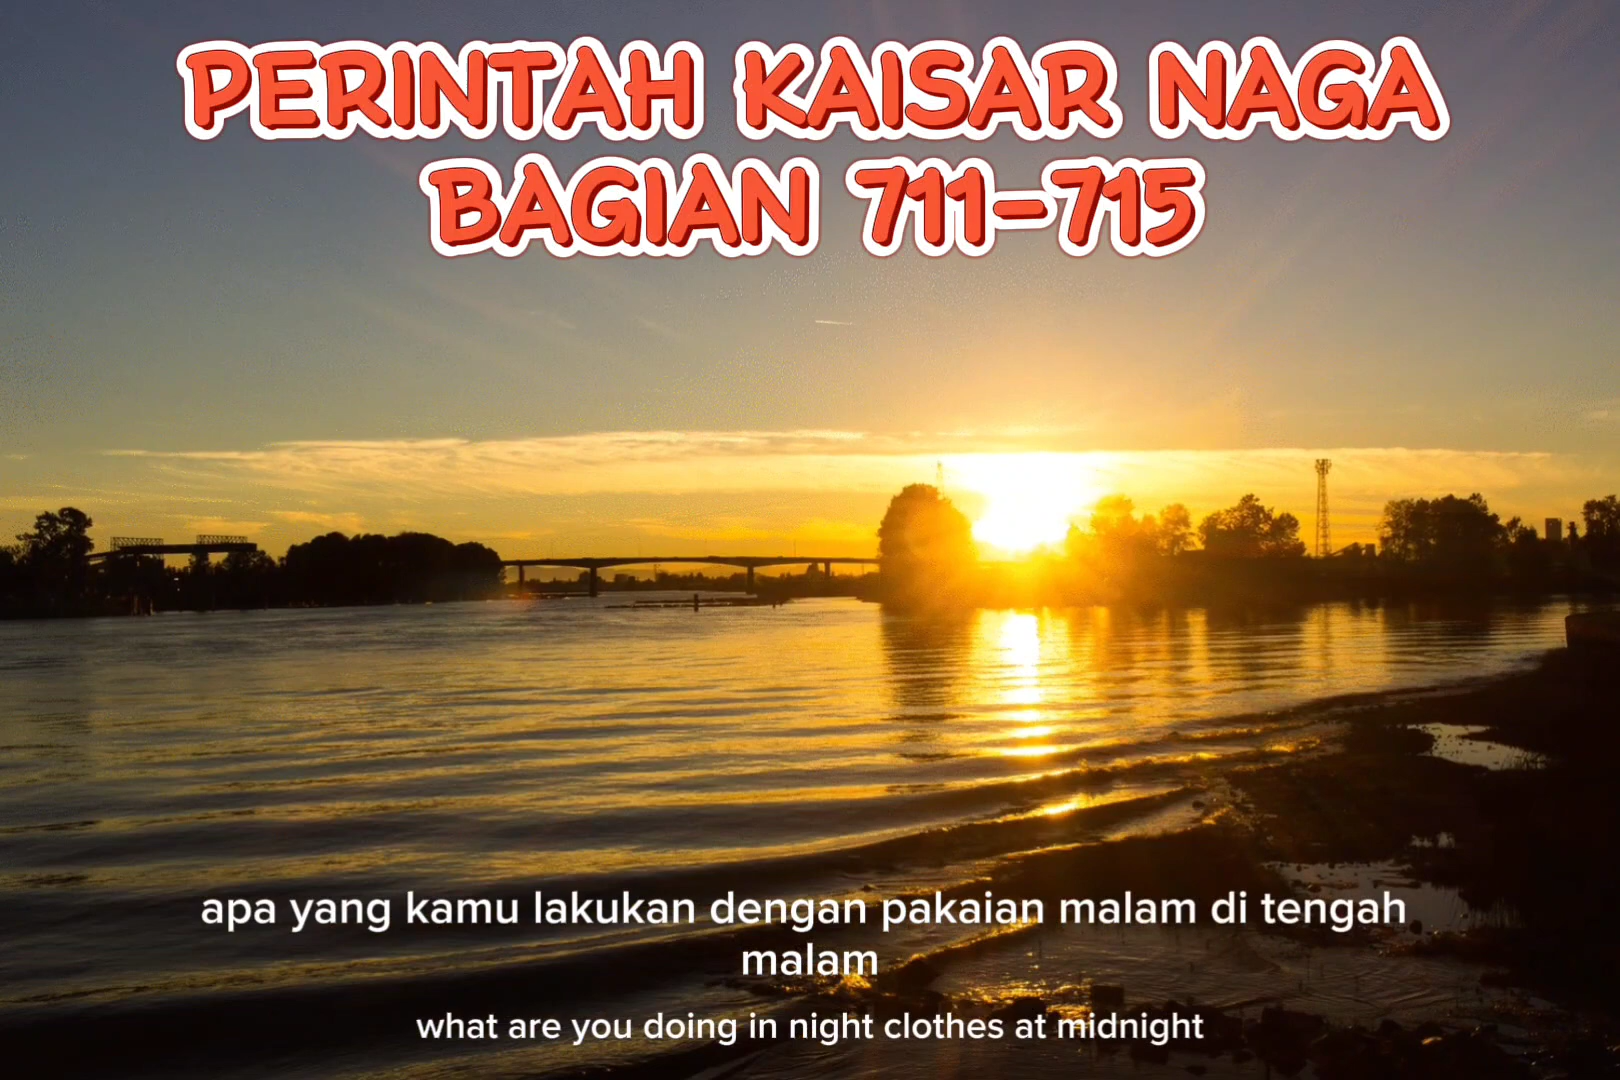 PERINTAH KAISAR NAGA
BAGIAN 711-715
apa yang kamu lakukan dengan pakaian malam di tengah
malam
what are you doing in night clothes at midnight